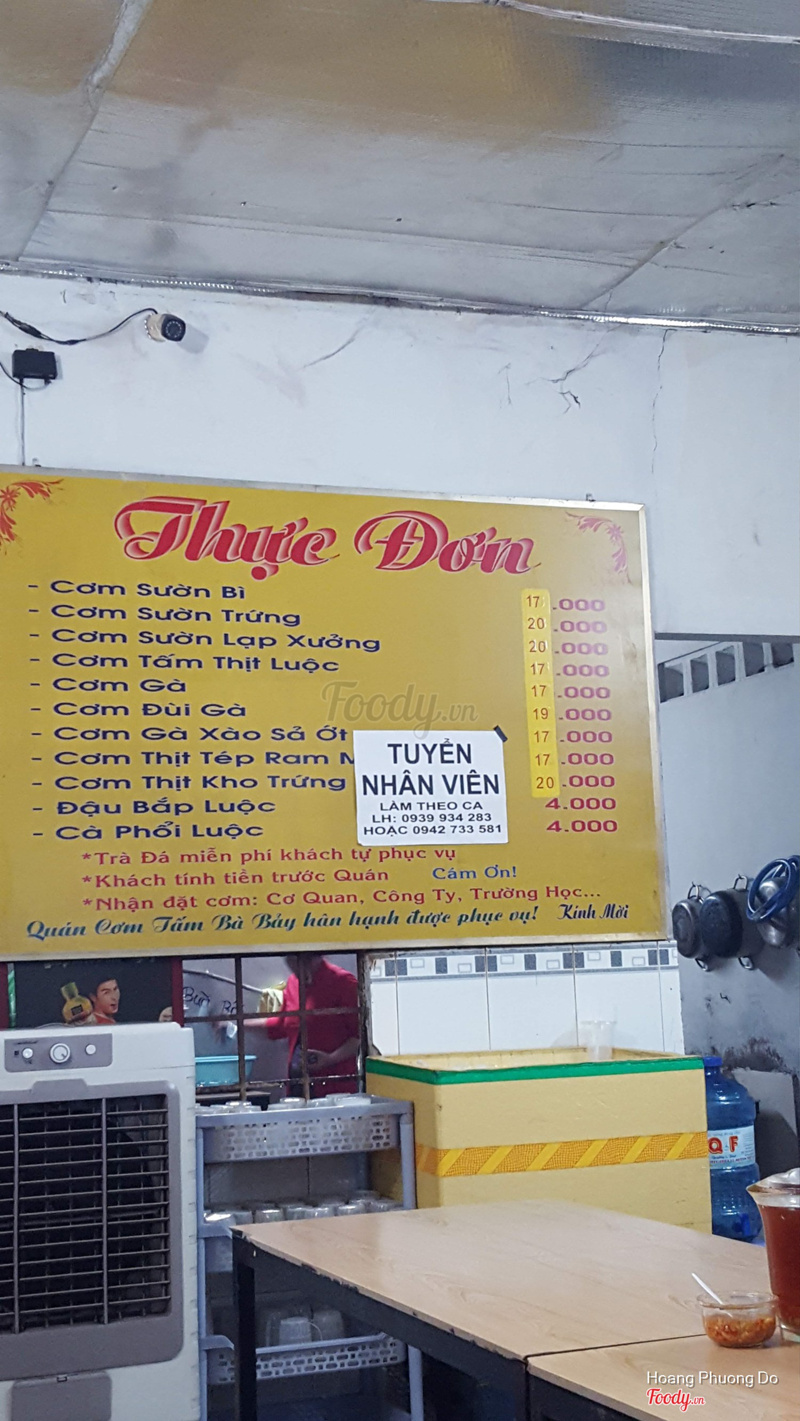 Thực Đơn
- Cơm Sườn Bì 17.000
- Cơm Sườn Trứng 20.000
- Cơm Sườn Lạp Xưởng 20.000
- Cơm Tấm Thịt Luộc 17.000
- Cơm Gà 17.000
- Cơm Đùi Gà 19.000
- Cơm Gà Xào Sả Ớt 17.000
- Cơm Thịt Tép Ram 17.000
- Cơm Thịt Kho Trứng 20.000
- Đậu Bắp Luộc 4.000
- Cà Phổi Luộc 4.000
Foody.vn
TUYỂN
NHÂN VIÊN
LÀM THEO CA
LH: 0939 934 283
HOẶC 0942 733 581
*Trà Đá miễn phí khách tự phục vụ
*Khách tính tiền trước Quán Cám Ơn!
*Nhận đặt cơm: Cơ Quan, Công Ty, Trường Học...
Quán Cơm Tấm Bà Bảy hân hạnh được phục vụ! Kính Mời
Q-F
Hoang Phuong Do
Foody.vn